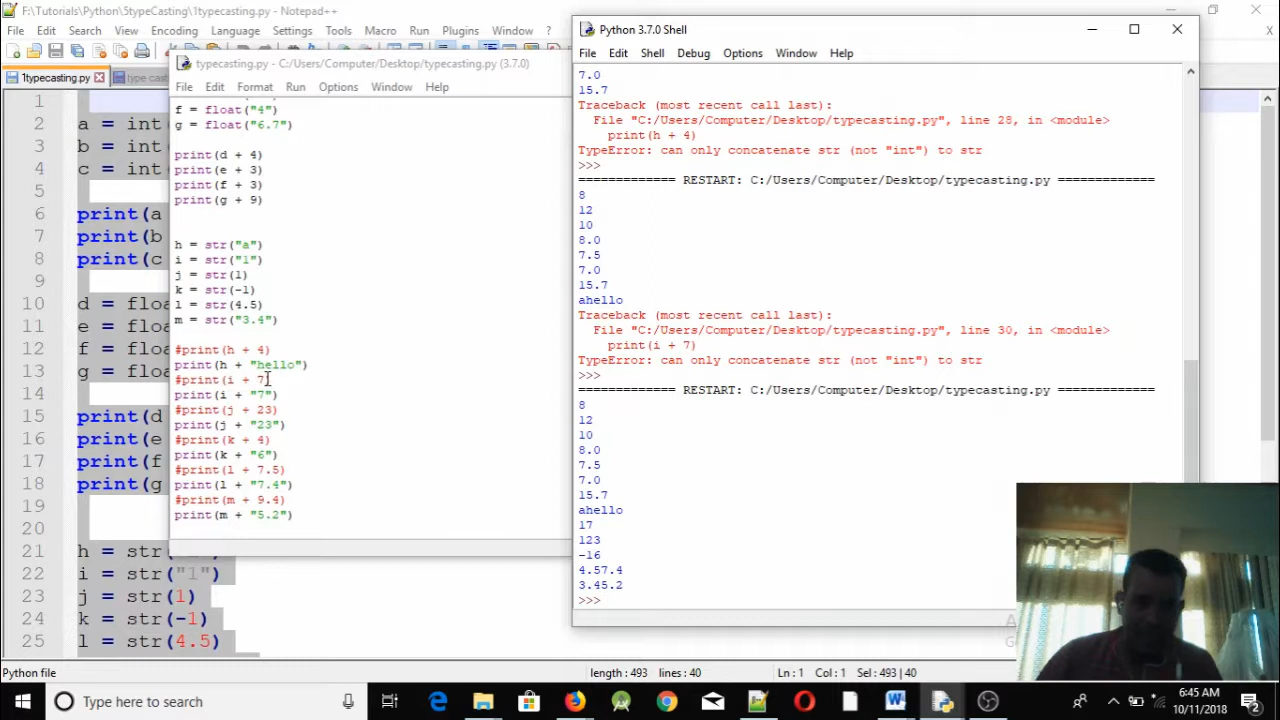 F:\Tutorials\Python\5typeCasting\1typecasting.py - Notepad++
File Edit Search View Encoding Language Settings Tools Macro Run Plugins Window ?
1typecasting.py
1
2 a = int(
3 b = int(
4 c = int(
5
6 print(a
7 print(b
8 print(c
9
10 d = floa
11 e = floa
12 f = floa
13 g = floa
14
15 print(d
16 print(e
17 print(f
18 print(g
19
20
21 h = str(
22 i = str("1")
23 j = str(1)
24 k = str(-1)
25 l = str(4.5)
typecasting.py - C:/Users/Computer/Desktop/typecasting.py (3.7.0)
File Edit Format Run Options Window Help
f = float("4")
g = float("6.7")
print(d + 4)
print(e + 3)
print(f + 3)
print(g + 9)
h = str("a")
i = str("1")
j = str(1)
k = str(-1)
l = str(4.5)
m = str("3.4")
#print(h + 4)
print(h + "hello")
#print(i + 7)
print(i + "7")
#print(j + 23)
print(j + "23")
#print(k + 4)
print(k + "6")
#print(l + 7.5)
print(l + "7.4")
#print(m + 9.4)
print(m + "5.2")
Python 3.7.0 Shell
File Edit Shell Debug Options Window Help
7.0
15.7
Traceback (most recent call last):
File "C:/Users/Computer/Desktop/typecasting.py", line 28, in <module>
print(h + 4)
TypeError: can only concatenate str (not "int") to str
>>>
============= RESTART: C:/Users/Computer/Desktop/typecasting.py =============
8
12
10
8.0
7.5
7.0
15.7
ahello
Traceback (most recent call last):
File "C:/Users/Computer/Desktop/typecasting.py", line 30, in <module>
print(i + 7)
TypeError: can only concatenate str (not "int") to str
>>>
============= RESTART: C:/Users/Computer/Desktop/typecasting.py =============
8
12
10
8.0
7.5
7.0
15.7
ahello
17
123
-16
4.57.4
3.45.2
>>>
Python file length : 493 lines : 40 Ln : 1 Col : 1 Sel : 493 | 40
Type here to search
6:45 AM
10/11/2018
2